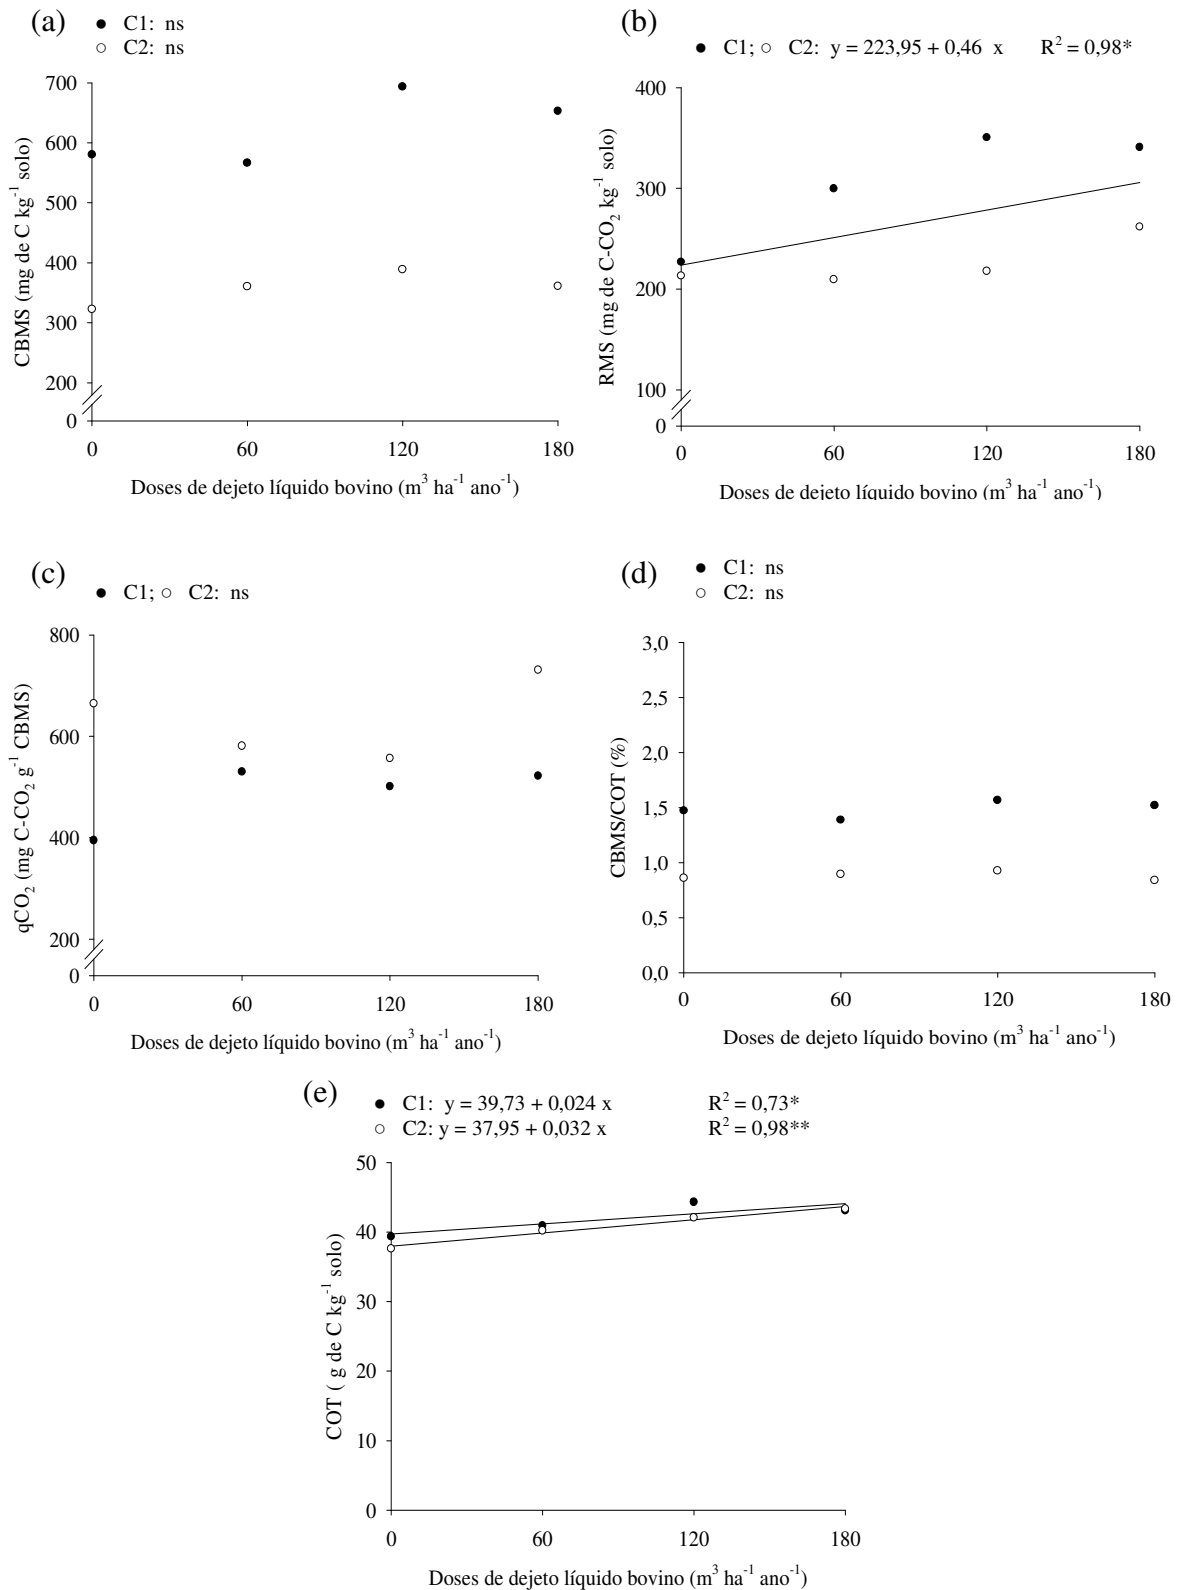 (a)
● C1: ns
○ C2: ns
700
600
500
400
300
200
0
CBMS (mg de C kg-1 solo)
0 60 120 180
Doses de dejeto líquido bovino (m3 ha-1 ano-1)
(b)
● C1; ○ C2: y = 223,95 + 0,46 x R2 = 0,98*
400
300
200
100
0
RMS (mg de C-CO2 kg-1 solo)
0 60 120 180
Doses de dejeto líquido bovino (m3 ha-1 ano-1)
(c)
● C1; ○ C2: ns
800
600
400
200
0
qCO2 (mg C-CO2 g-1 CBMS)
0 60 120 180
Doses de dejeto líquido bovino (m3 ha-1 ano-1)
(d)
● C1: ns
○ C2: ns
3,0
2,5
2,0
1,5
1,0
0,5
0,0
CBMS/COT (%)
0 60 120 180
Doses de dejeto líquido bovino (m3 ha-1 ano-1)
(e)
● C1: y = 39,73 + 0,024 x R2 = 0,73*
○ C2: y = 37,95 + 0,032 x R2 = 0,98**
50
40
30
20
10
0
COT ( g de C kg-1 solo)
0 60 120 180
Doses de dejeto líquido bovino (m3 ha-1 ano-1)